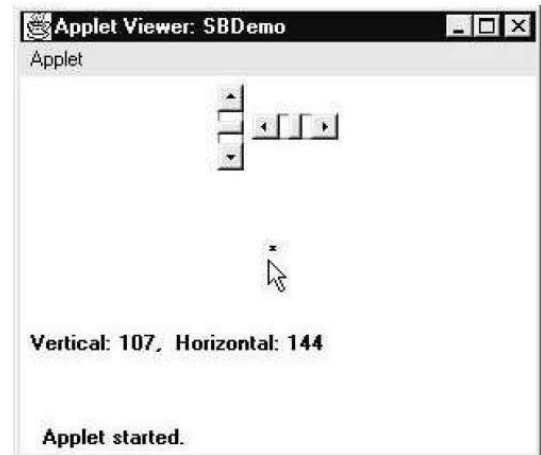 Applet Viewer: SBDemo
Applet
*
Vertical: 107, Horizontal: 144
Applet started.